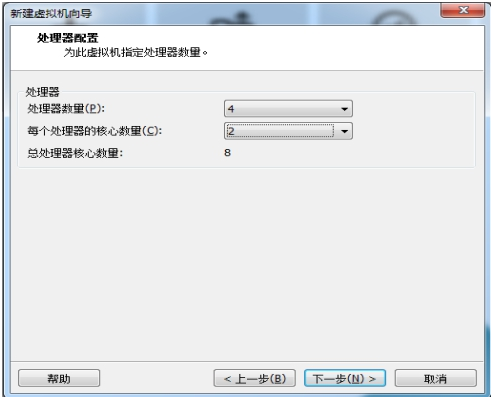 新建虚拟机向导
处理器配置
为此虚拟机指定处理器数量。
处理器
处理器数量(P): 4
每个处理器的核心数量(C): 2
总处理器核心数量: 8
帮助 < 上一步(B) 下一步(N) > 取消